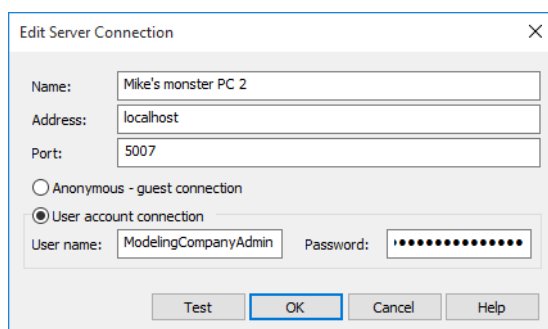 Edit Server Connection
Name: Mike's monster PC 2
Address: localhost
Port: 5007
Anonymous - guest connection
User account connection
User name: ModelingCompanyAdmin Password: ●●●●●●●●●●●●●●●
Test OK Cancel Help